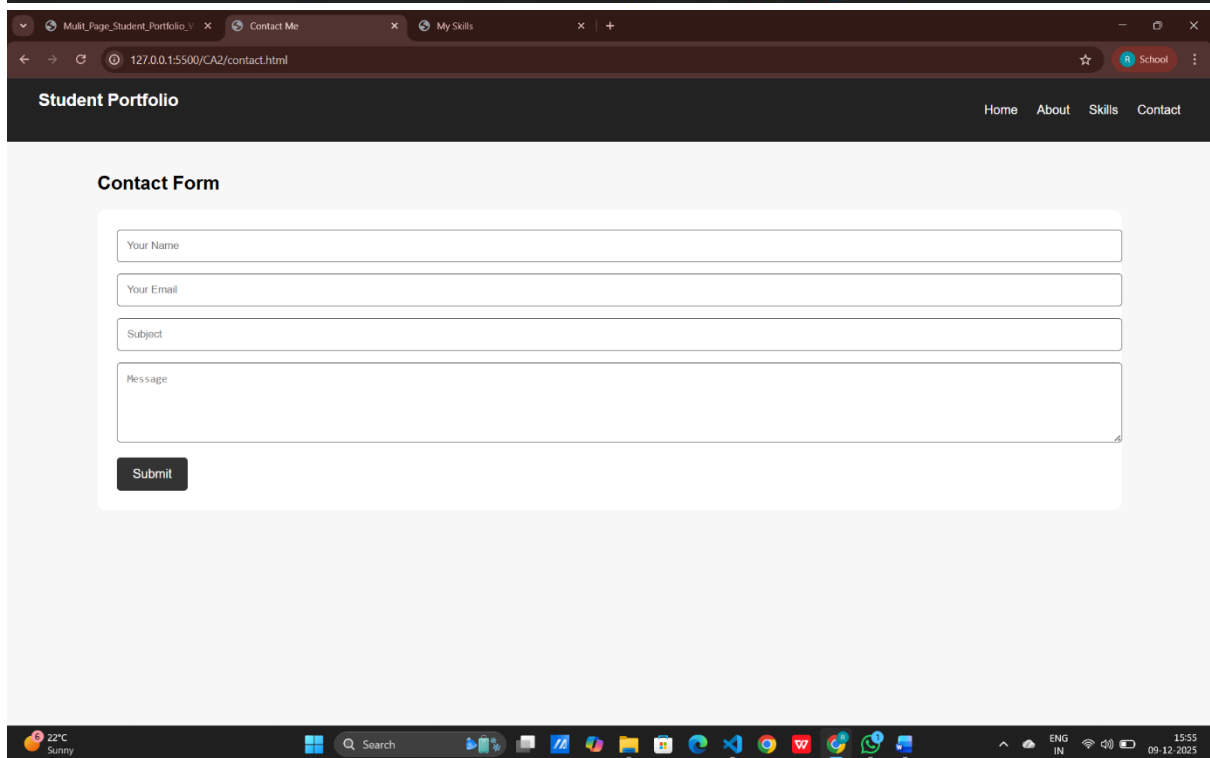 Mulit_Page_Student_Portfolio_V
Contact Me
My Skills
127.0.0.1:5500/CA2/contact.html
R School
Student Portfolio
Home About Skills Contact
Contact Form
Your Name
Your Email
Subject
Message
Submit
6
22°C
Sunny
Search
ENG
IN
15:55
09-12-2025